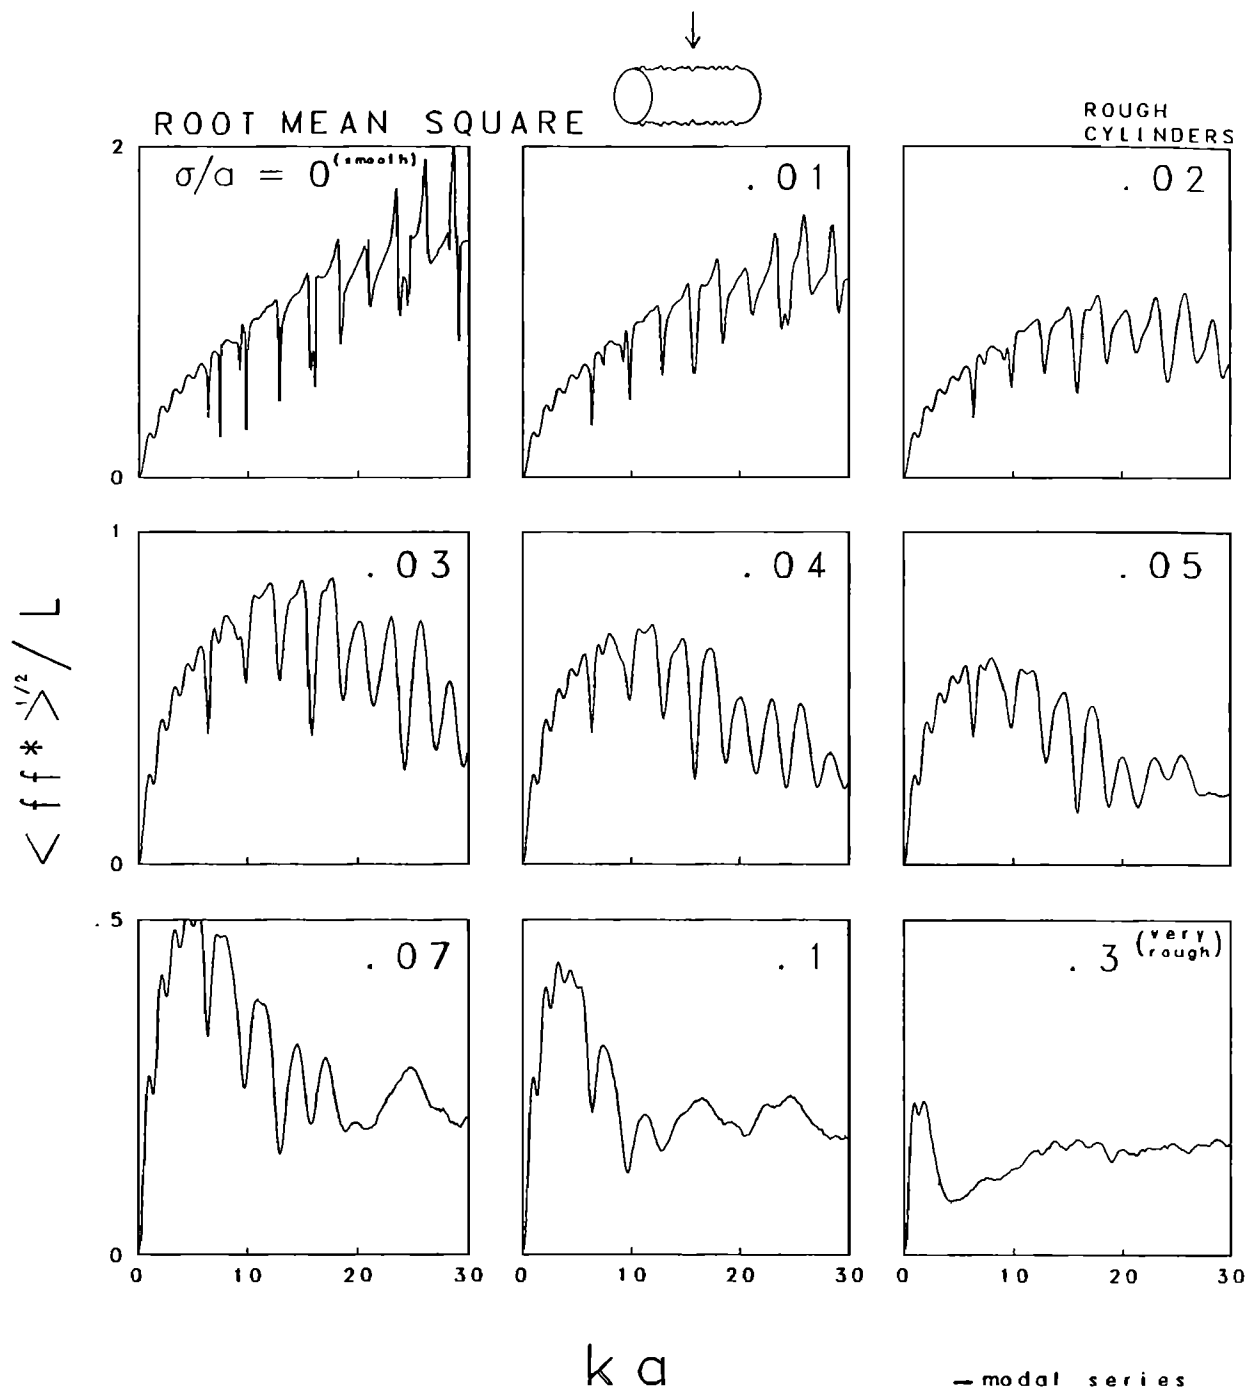 ROOT MEAN SQUARE
ROUGH
CYLINDERS
2
σ/a = 0 (smooth)
.01
.02
0
1
.03
.04
.05
0
<ff*>^1/2/L
.5
.07
.1
.3 (very rough)
0
0 10 20 30 0 10 20 30 0 10 20 30
ka
— modal series